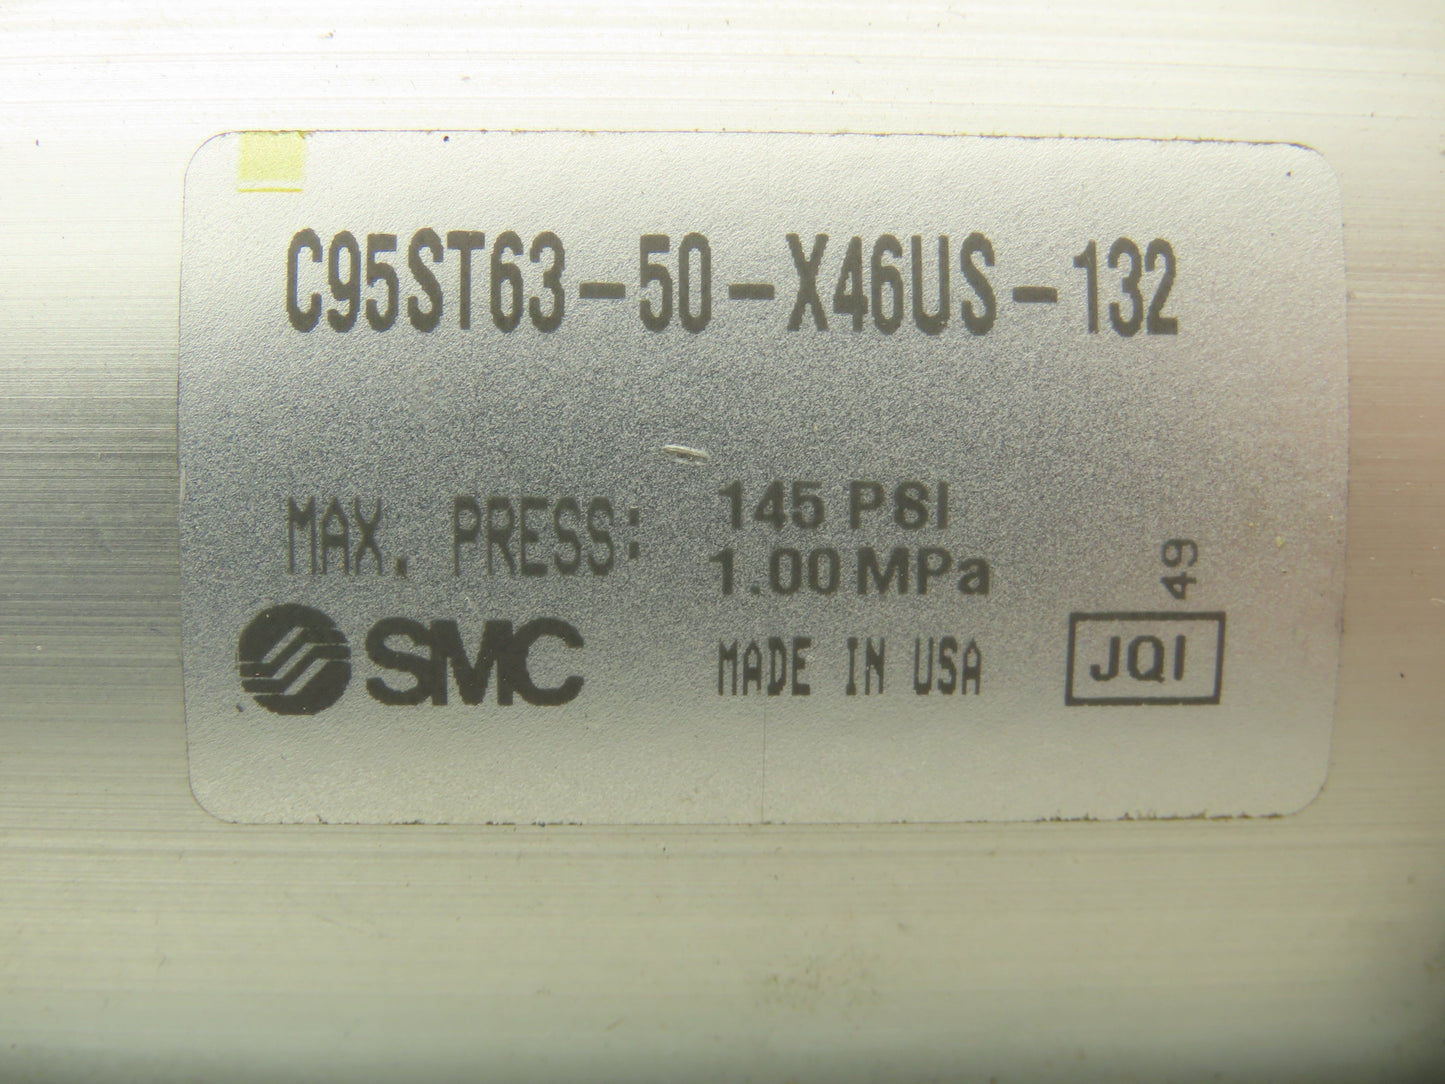 C95ST63-50-X46US-132
MAX. PRESS: 145 PSI
1.00 MPa
49
SMC
MADE IN USA
JQI